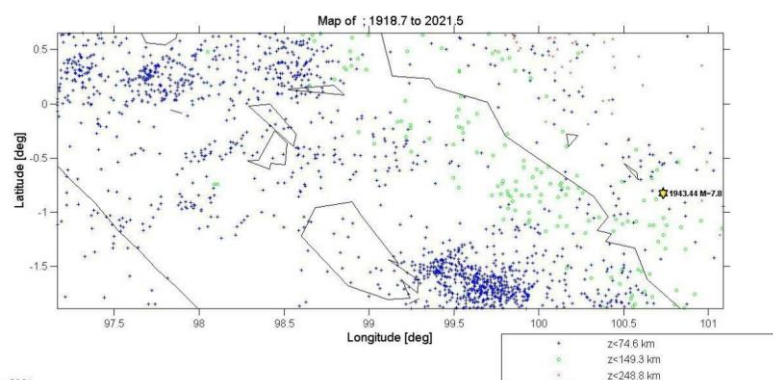 Map of  ; 1918.7 to 2021.5
0.5
0
-0.5
-1
-1.5
Latitude [deg]
1943.44 M=7.8
97.5 98 98.5 99 99.5 100 100.5 101
Longitude [deg]
z<74.6 km
z<149.3 km
z<248.8 km